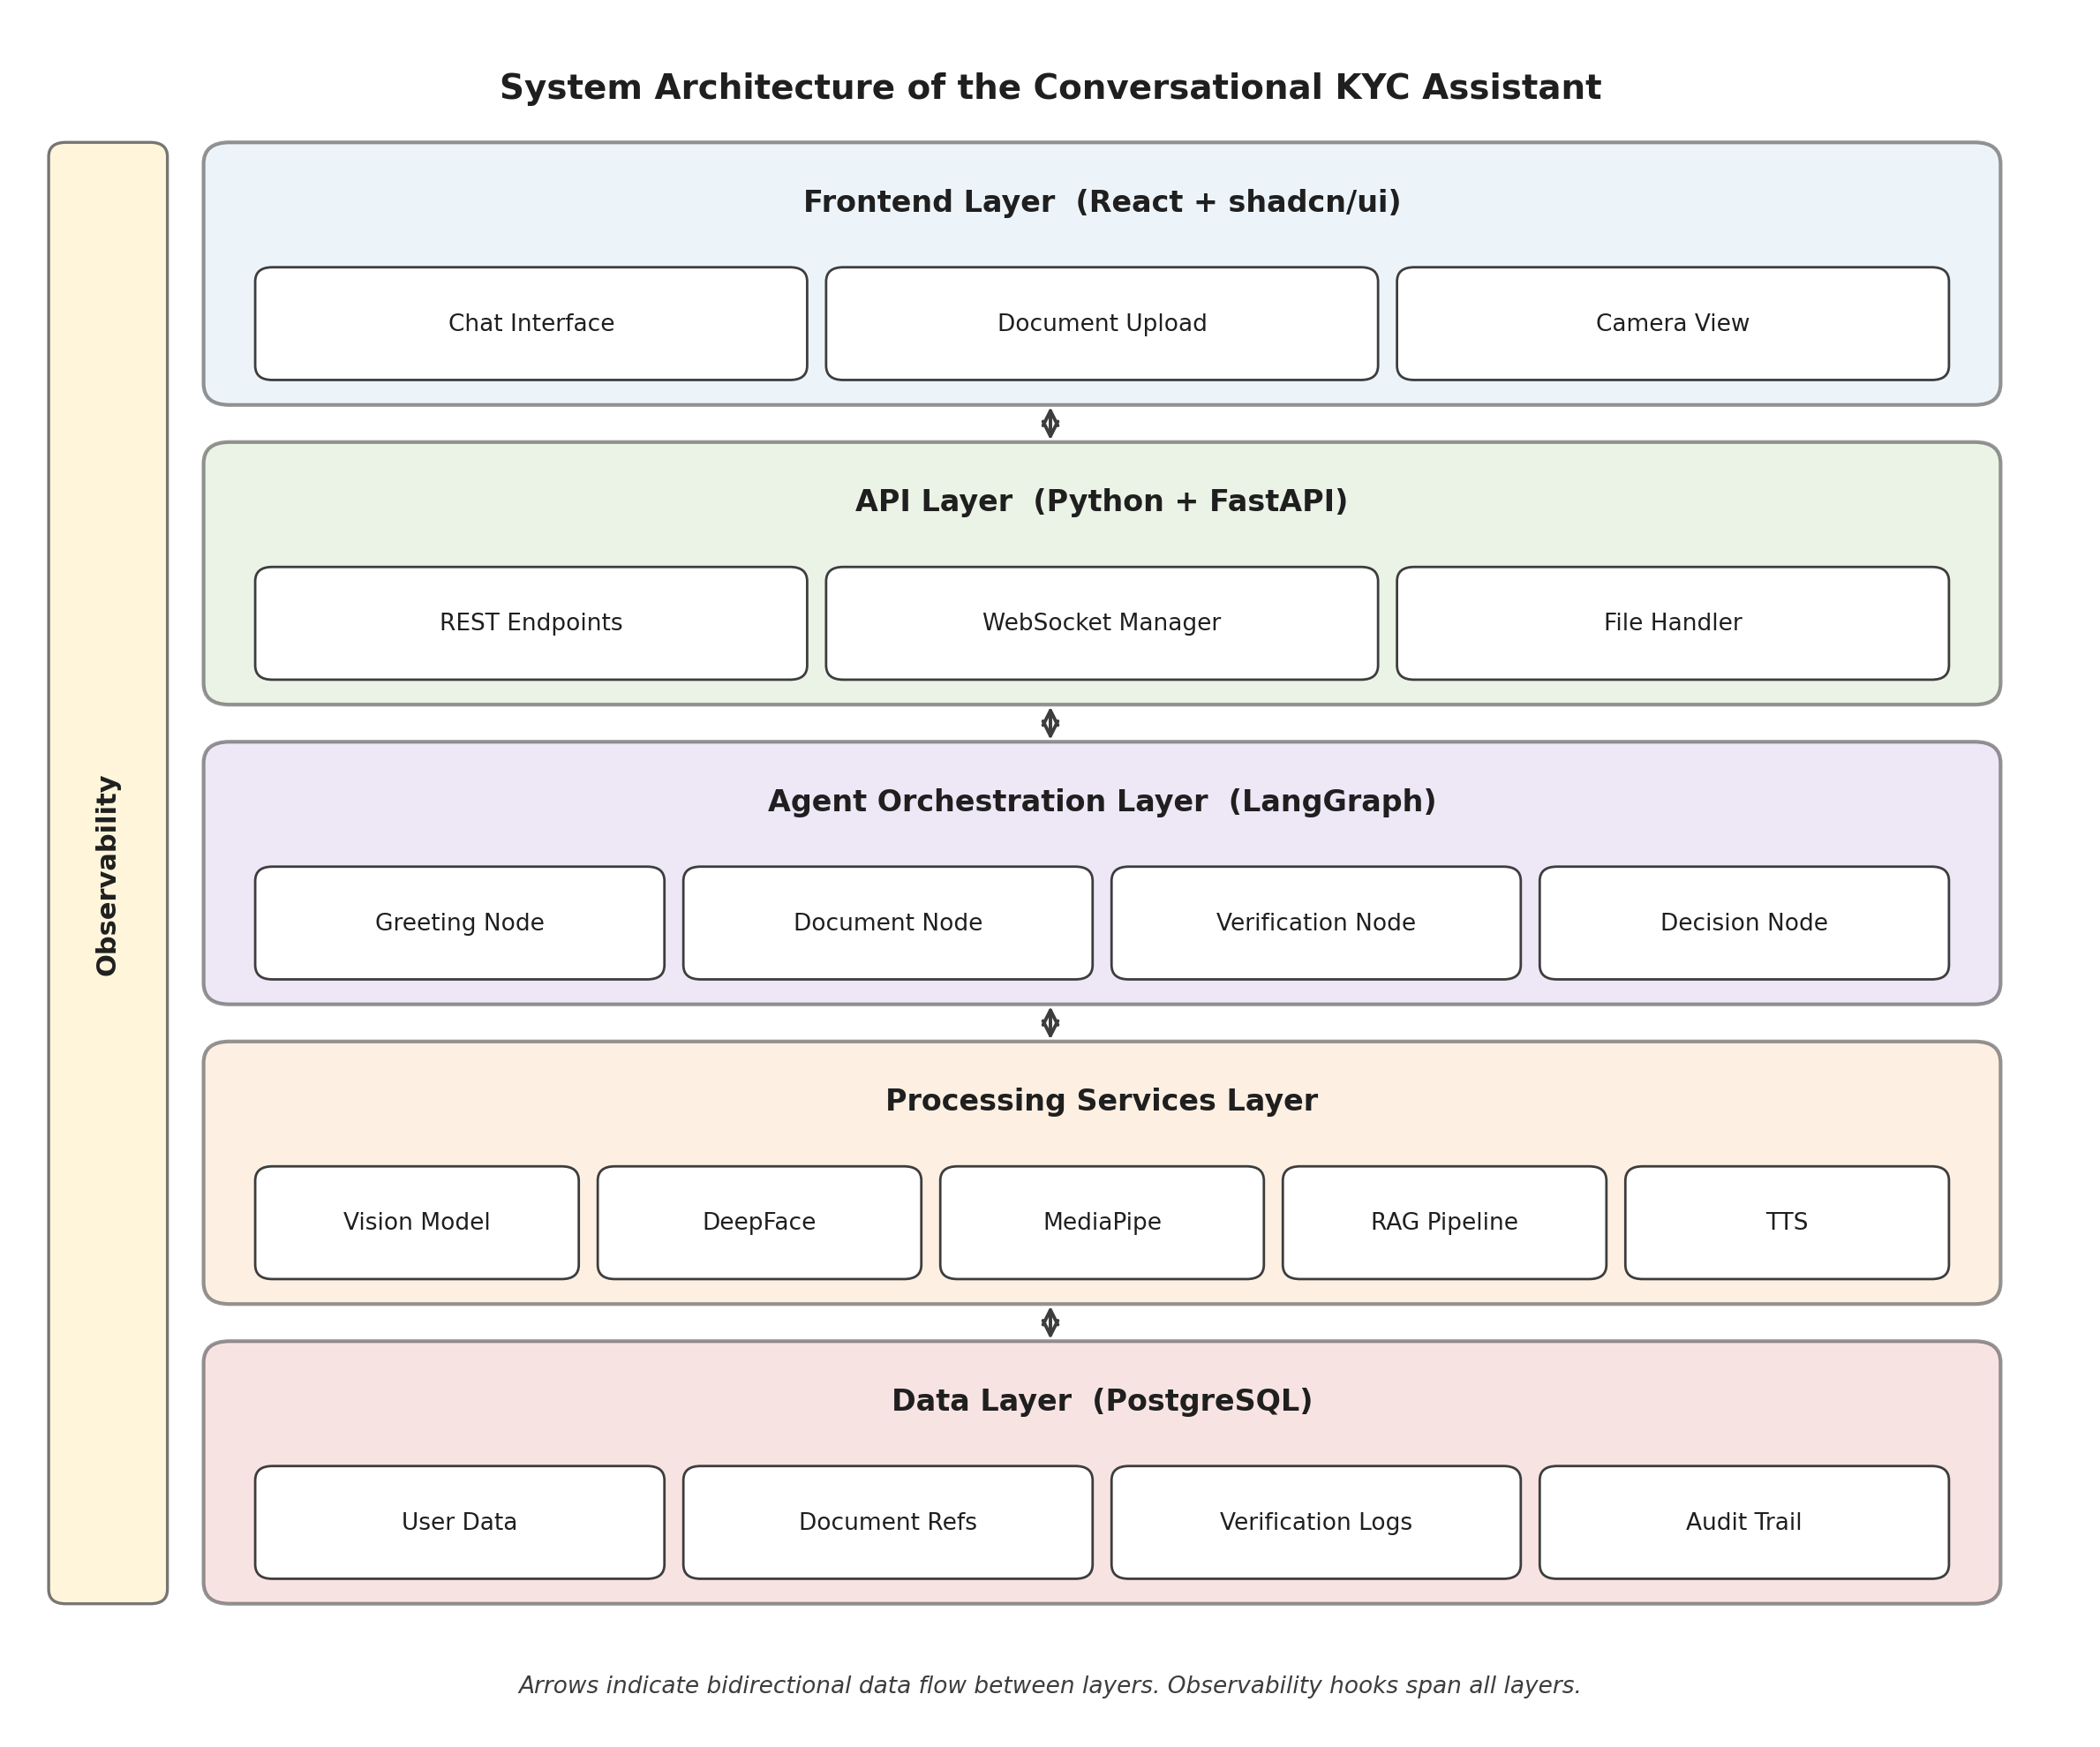 System Architecture of the Conversational KYC Assistant
Observability
Frontend Layer (React + shadcn/ui)
Chat Interface
Document Upload
Camera View
API Layer (Python + FastAPI)
REST Endpoints
WebSocket Manager
File Handler
Agent Orchestration Layer (LangGraph)
Greeting Node
Document Node
Verification Node
Decision Node
Processing Services Layer
Vision Model
DeepFace
MediaPipe
RAG Pipeline
TTS
Data Layer (PostgreSQL)
User Data
Document Refs
Verification Logs
Audit Trail
Arrows indicate bidirectional data flow between layers. Observability hooks span all layers.